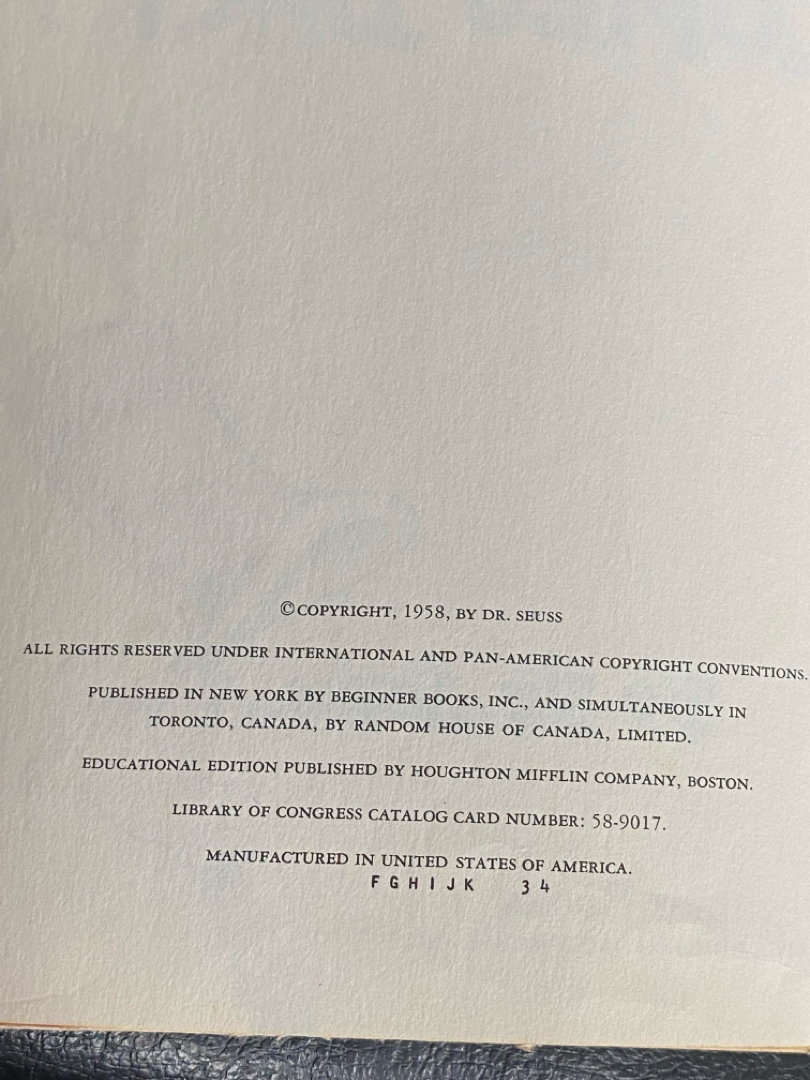 ©COPYRIGHT, 1958, BY DR. SEUSS
ALL RIGHTS RESERVED UNDER INTERNATIONAL AND PAN-AMERICAN COPYRIGHT CONVENTIONS.
PUBLISHED IN NEW YORK BY BEGINNER BOOKS, INC., AND SIMULTANEOUSLY IN
TORONTO, CANADA, BY RANDOM HOUSE OF CANADA, LIMITED.
EDUCATIONAL EDITION PUBLISHED BY HOUGHTON MIFFLIN COMPANY, BOSTON.
LIBRARY OF CONGRESS CATALOG CARD NUMBER: 58-9017.
MANUFACTURED IN UNITED STATES OF AMERICA.
F G H I J K 3 4